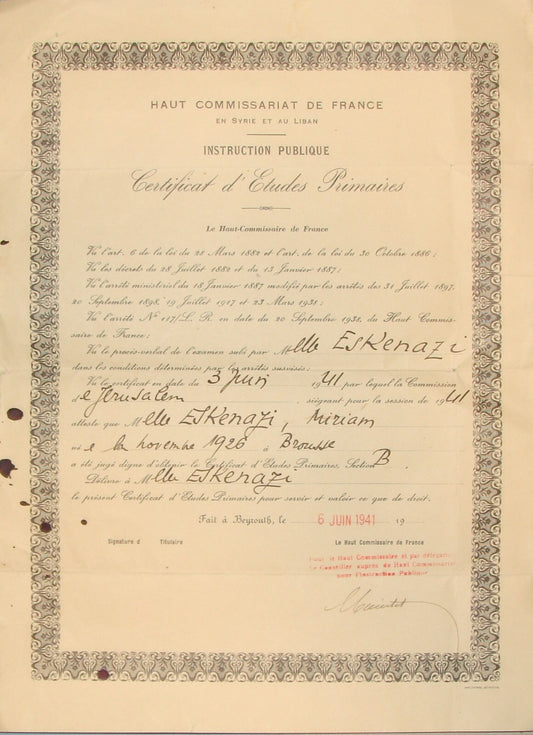 HAUT COMMISSARIAT DE FRANCE
EN SYRIE ET AU LIBAN
INSTRUCTION PUBLIQUE
Certificat d'Etudes Primaires
Le Haut-Commissaire de France
Vu l'art. 6 de la loi du 28 Mars 1882 et l'art. de la loi du 30 Octobre 1886;
Vu les décrets du 28 Juillet 1882 et du 13 Janvier 1887;
Vu l'arrêté ministériel du 18 Janvier 1887 modifié par les arrêtés des 31 Juillet 1897,
20 Septembre 1898, 19 Juillet 1917 et 23 Mars 1938;
Vu l'arrêté N° 117/L. R. en date du 20 Septembre 1938, du Haut Commis-
saire de France;
Vu le procès-verbal de l'examen subi par Melle ESKenazi
dans les conditions déterminées par les arrêtés susvisés;
Vu le certificat en date du 3 juin 1941 par lequel la Commission
de Jerusalem siégeant pour la session de 1941
atteste que Melle ESKenazi, Miriam
née le novembre 1926 à Brousse
a été jugé digne d'obtenir le Certificat d'Etudes Primaires, Section B.
Délivre à Melle ESKenazi
le présent Certificat d'Etudes Primaires pour servir et valoir ce que de droit.
Fait à Beyrouth, le 6 JUIN 1941 19
Signature d Titulaire
Le Haut Commissaire de France
Pour le Haut Commissaire et par délégation
Le Conseiller auprès du Haut Commissariat
pour l'Instruction Publique